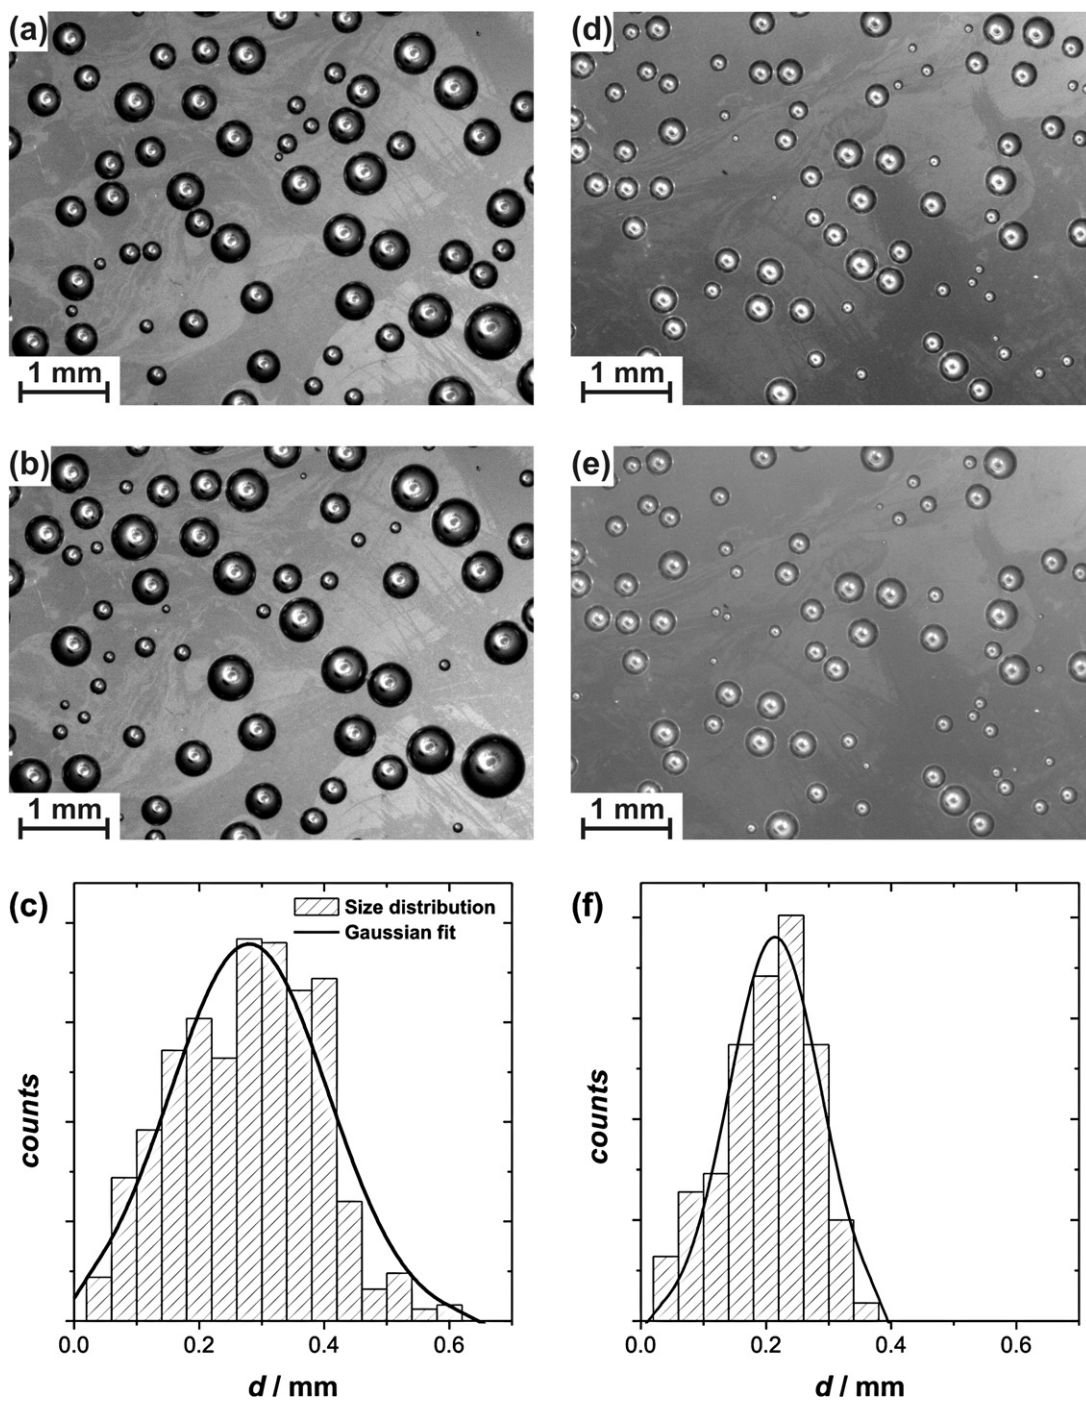 (a)
1 mm
(d)
1 mm
(b)
1 mm
(e)
1 mm
(c)
Size distribution
Gaussian fit
counts
0.0 0.2 0.4 0.6
d / mm
(f)
counts
0.0 0.2 0.4 0.6
d / mm